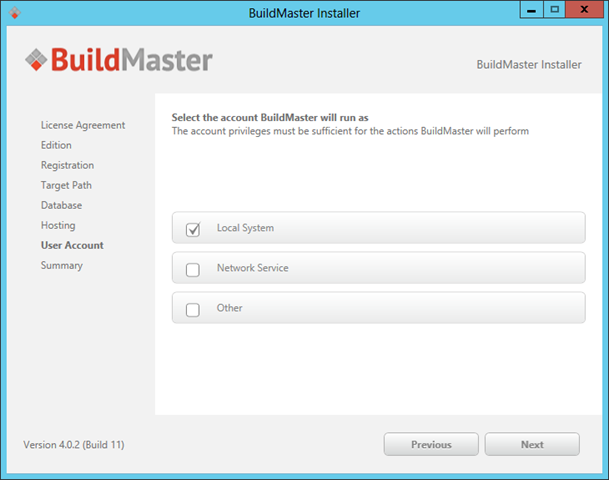 BuildMaster Installer
BuildMaster
BuildMaster Installer
License Agreement
Edition
Registration
Target Path
Database
Hosting
User Account
Summary
Select the account BuildMaster will run as
The account privileges must be sufficient for the actions BuildMaster will perform
Local System
Network Service
Other
Version 4.0.2 (Build 11)
Previous
Next